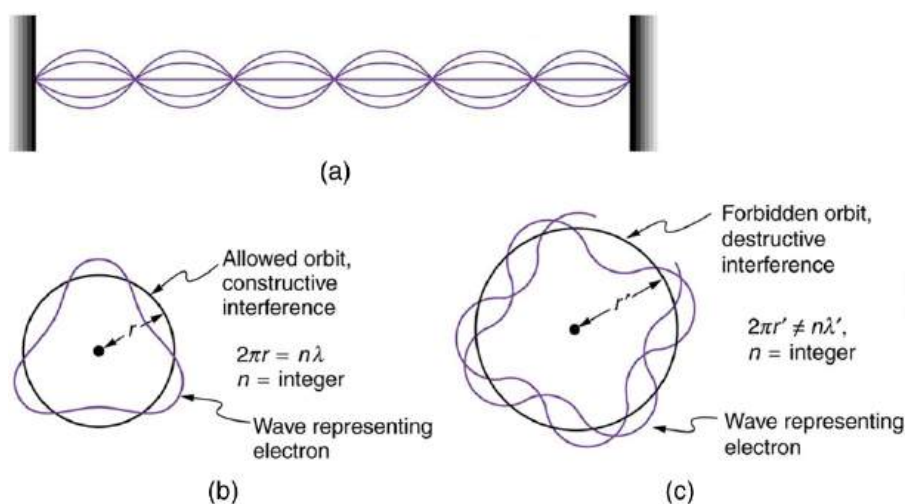 (a)
Allowed orbit,
constructive
interference
r
2πr = nλ
n = integer
Wave representing
electron
(b)
Forbidden orbit,
destructive
interference
r′
2πr′ ≠ nλ′,
n = integer
Wave representing
electron
(c)